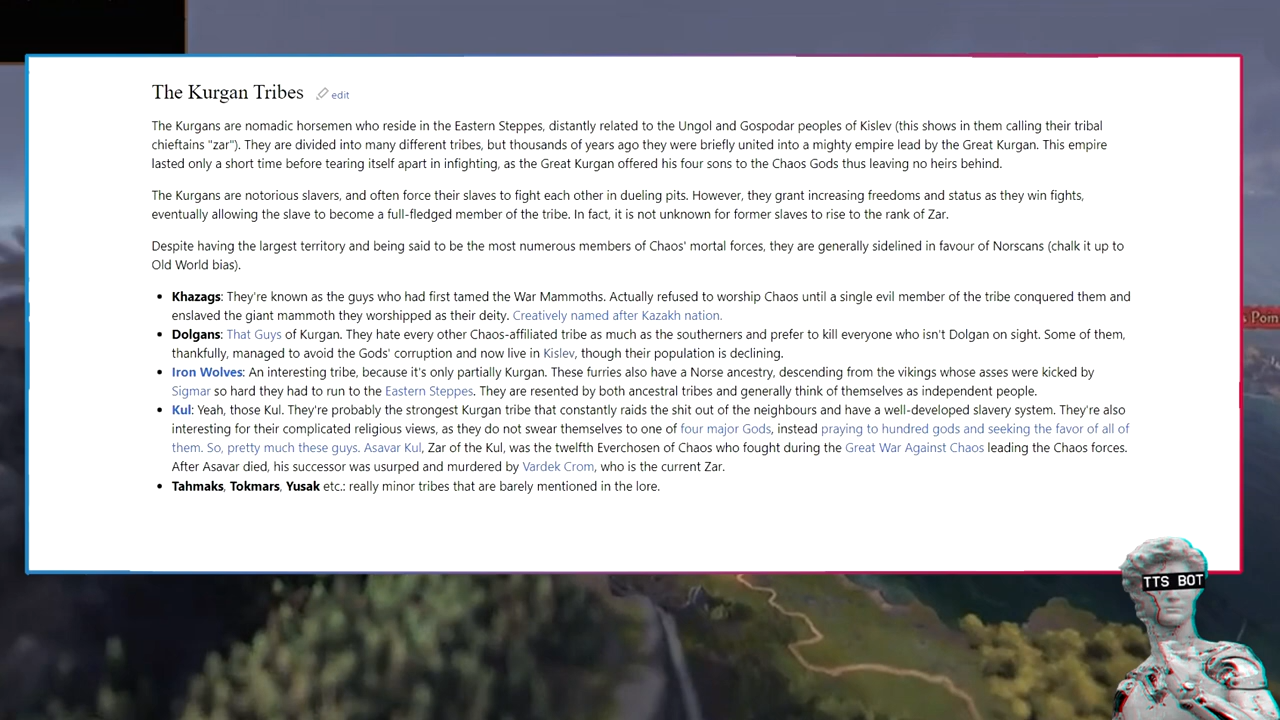 The Kurgan Tribes edit
The Kurgans are nomadic horsemen who reside in the Eastern Steppes, distantly related to the Ungol and Gospodar peoples of Kislev (this shows in them calling their tribal
chieftains "zar"). They are divided into many different tribes, but thousands of years ago they were briefly united into a mighty empire lead by the Great Kurgan. This empire
lasted only a short time before tearing itself apart in infighting, as the Great Kurgan offered his four sons to the Chaos Gods thus leaving no heirs behind.
The Kurgans are notorious slavers, and often force their slaves to fight each other in dueling pits. However, they grant increasing freedoms and status as they win fights,
eventually allowing the slave to become a full-fledged member of the tribe. In fact, it is not unknown for former slaves to rise to the rank of Zar.
Despite having the largest territory and being said to be the most numerous members of Chaos' mortal forces, they are generally sidelined in favour of Norscans (chalk it up to
Old World bias).
• Khazags: They're known as the guys who had first tamed the War Mammoths. Actually refused to worship Chaos until a single evil member of the tribe conquered them and
enslaved the giant mammoth they worshipped as their deity. Creatively named after Kazakh nation.
• Dolgans: That Guys of Kurgan. They hate every other Chaos-affiliated tribe as much as the southerners and prefer to kill everyone who isn't Dolgan on sight. Some of them,
thankfully, managed to avoid the Gods' corruption and now live in Kislev, though their population is declining.
• Iron Wolves: An interesting tribe, because it's only partially Kurgan. These furries also have a Norse ancestry, descending from the vikings whose asses were kicked by
Sigmar so hard they had to run to the Eastern Steppes. They are resented by both ancestral tribes and generally think of themselves as independent people.
• Kul: Yeah, those Kul. They're probably the strongest Kurgan tribe that constantly raids the shit out of the neighbours and have a well-developed slavery system. They're also
interesting for their complicated religious views, as they do not swear themselves to one of four major Gods, instead praying to hundred gods and seeking the favor of all of
them. So, pretty much these guys. Asavar Kul, Zar of the Kul, was the twelfth Everchosen of Chaos who fought during the Great War Against Chaos leading the Chaos forces.
After Asavar died, his successor was usurped and murdered by Vardek Crom, who is the current Zar.
• Tahmaks, Tokmars, Yusak etc.: really minor tribes that are barely mentioned in the lore.
TTS BOT